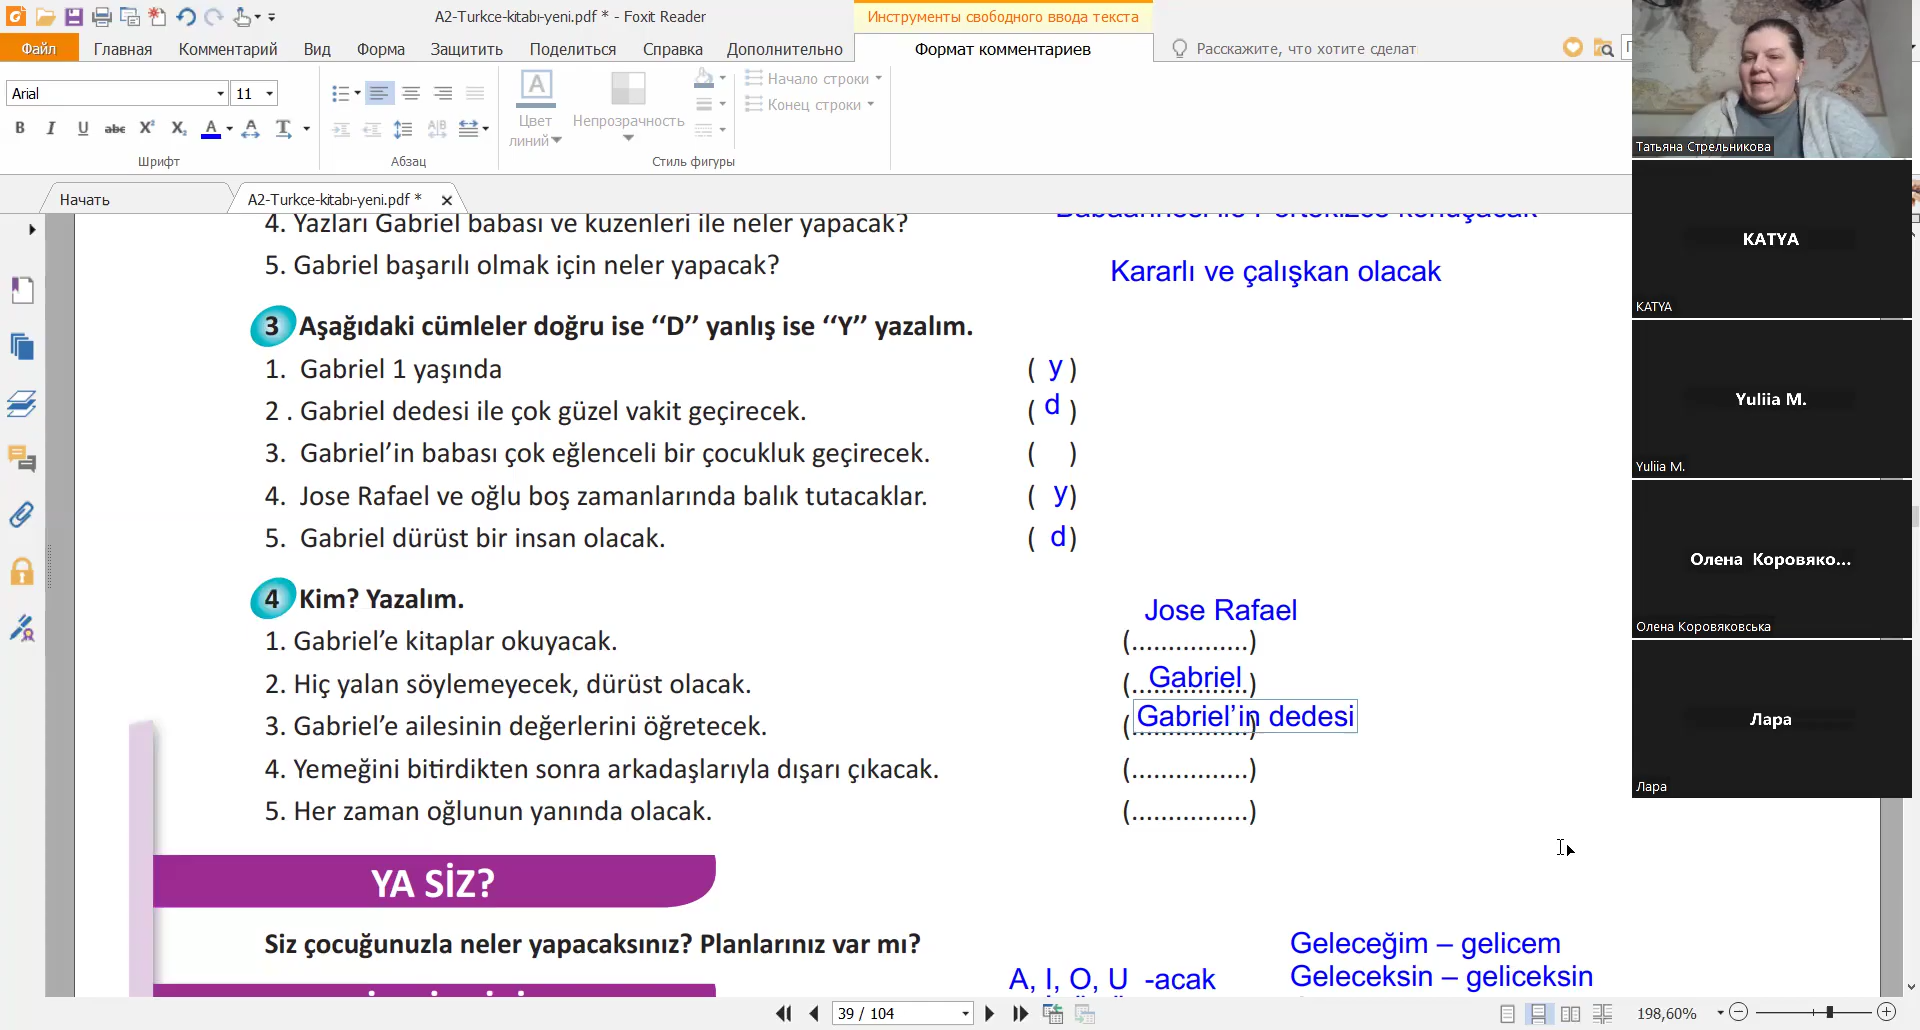 A2-Turkce-kitabı-yeni.pdf * - Foxit Reader
Инструменты свободного ввода текста
Файл Главная Комментарий Вид Форма Защитить Поделиться Справка Дополнительно Формат комментариев Расскажите, что хотите сделат
Arial 11
Начало строки
Конец строки
Цвет линий
Непрозрачность
Шрифт Абзац Стиль фигуры
Начать A2-Turkce-kitabı-yeni.pdf *
4. Yazları Gabriel babası ve kuzenleri ile neler yapacak?
5. Gabriel başarılı olmak için neler yapacak? Kararlı ve çalışkan olacak
3 Aşağıdaki cümleler doğru ise ‘‘D’’ yanlış ise ‘‘Y’’ yazalım.
1. Gabriel 1 yaşında ( y )
2 . Gabriel dedesi ile çok güzel vakit geçirecek. ( d )
3. Gabriel’in babası çok eğlenceli bir çocukluk geçirecek. ( )
4. Jose Rafael ve oğlu boş zamanlarında balık tutacaklar. ( y)
5. Gabriel dürüst bir insan olacak. ( d)
4 Kim? Yazalım.
Jose Rafael
1. Gabriel’e kitaplar okuyacak. (................)
2. Hiç yalan söylemeyecek, dürüst olacak. (. Gabriel .)
3. Gabriel’e ailesinin değerlerini öğretecek. ( Gabriel’in dedesi
4. Yemeğini bitirdikten sonra arkadaşlarıyla dışarı çıkacak. (................)
5. Her zaman oğlunun yanında olacak. (................)
YA SİZ?
Siz çocuğunuzla neler yapacaksınız? Planlarınız var mı?
Geleceğim – gelicem
A, I, O, U -acak
Geleceksin – geliceksin
39 / 104
198,60%
Татьяна Стрельникова
KATYA
KATYA
Yuliia M.
Yuliia M.
Олена Коровяко...
Олена Коровяковська
Лара
Лара